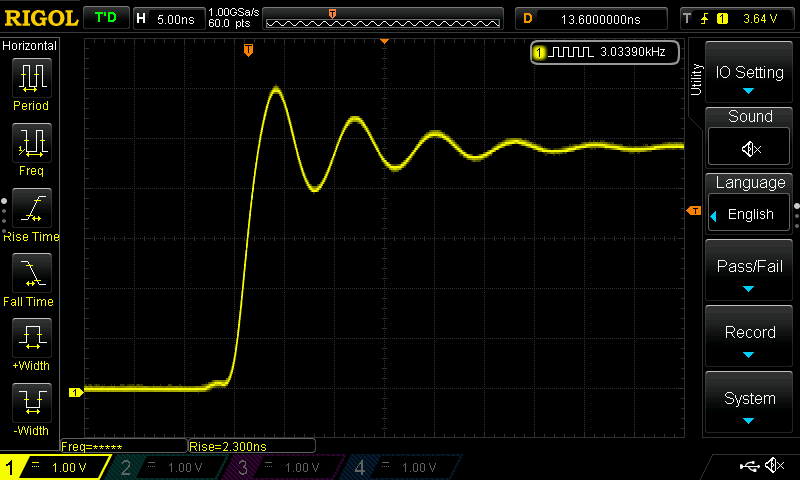 RIGOL T'D H 5.00ns 1.00GSa/s 60.0 pts T D 13.6000000ns T 1 3.64 V
Horizontal
T
1 3.03390kHz
Period
Freq
Rise Time
Fall Time
+Width
-Width
1
T
Utility
IO Setting
Sound
Language
English
Pass/Fail
Record
System
Freq=*****
Rise=2.300ns
1 1.00 V
2 1.00 V
3 1.00 V
4 1.00 V